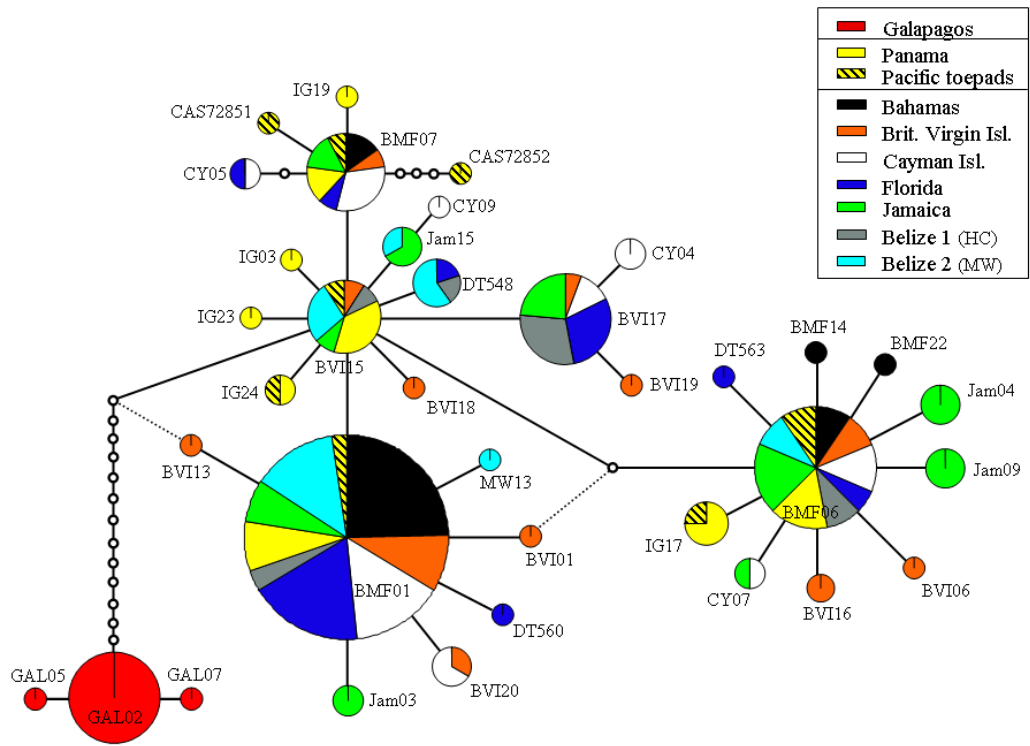 Galapagos
Panama
Pacific toepads
Bahamas
Brit. Virgin Isl.
Cayman Isl.
Florida
Jamaica
Belize 1 (HC)
Belize 2 (MW)
IG19
CAS72851
BMF07
CY05
CAS72852
CY09
Jam15
IG03
CY04
DT548
IG23
BVI17
BMF14
BMF22
DT563
BVI15
BVI19
IG24
BVI18
Jam04
BVI13
MW13
Jam09
BMF06
IG17
BVI01
BMF01
CY07
BVI16
BVI06
DT560
GAL05
GAL07
BVI20
Jam03
GAL02